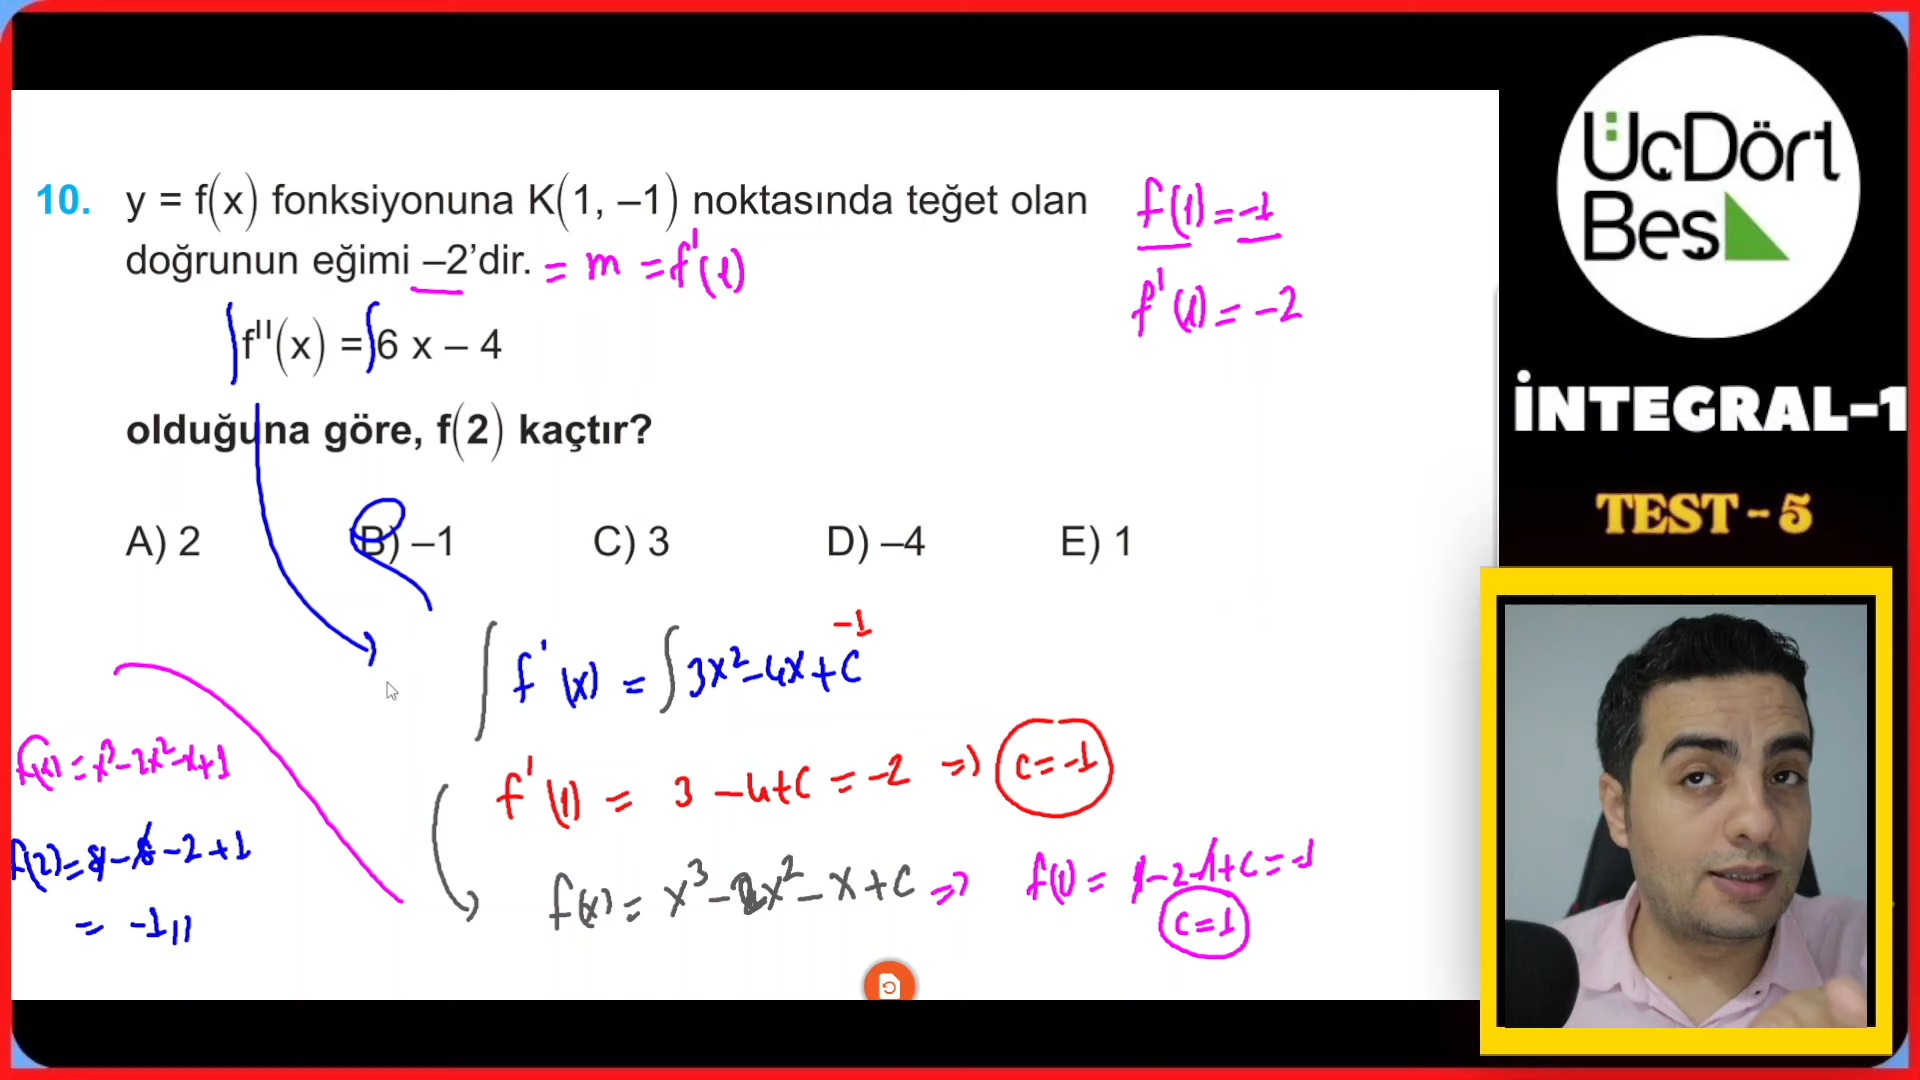 10. y = f(x) fonksiyonuna K(1, –1) noktasında teğet olan
doğrunun eğimi –2’dir. = m = f'(1)
f(1) = -1
f'(1) = -2
∫f''(x) = ∫6 x – 4
olduğuna göre, f(2) kaçtır?
A) 2 B) –1 C) 3 D) –4 E) 1
-1
∫f'(x) = ∫3x²-4x+c
f'(1) = 3 -4+c = -2 => c=-1
f(x) = x³-2x²-x+c => f(1) = 1-2-1+c=-1
c=1
f(x) = x³-2x²-x+1
f(2) = 8-8-2+1
= -1
ÜçDört
Beş
İNTEGRAL-1
TEST - 5